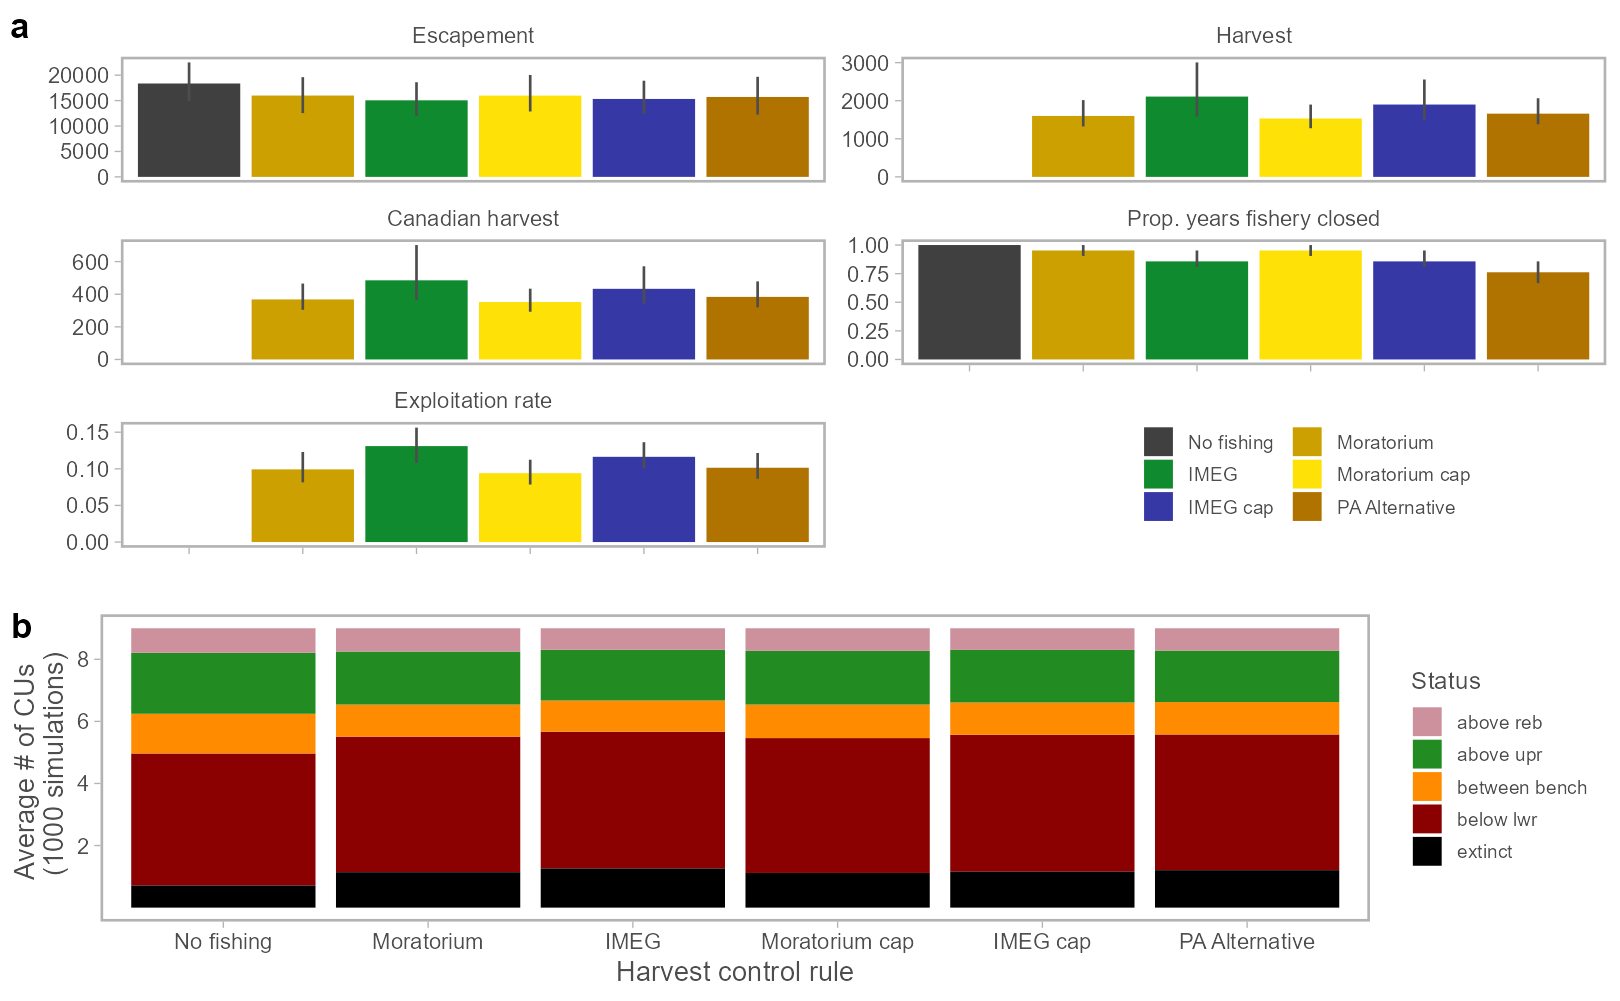 a
Escapement
20000
15000
10000
5000
0
Harvest
3000
2000
1000
0
Canadian harvest
600
400
200
0
Prop. years fishery closed
1.00
0.75
0.50
0.25
0.00
Exploitation rate
0.15
0.10
0.05
0.00
No fishing
Moratorium
IMEG
Moratorium cap
IMEG cap
PA Alternative
b
Average # of CUs
(1000 simulations)
8
6
4
2
No fishing
Moratorium
IMEG
Moratorium cap
IMEG cap
PA Alternative
Harvest control rule
Status
above reb
above upr
between bench
below lwr
extinct